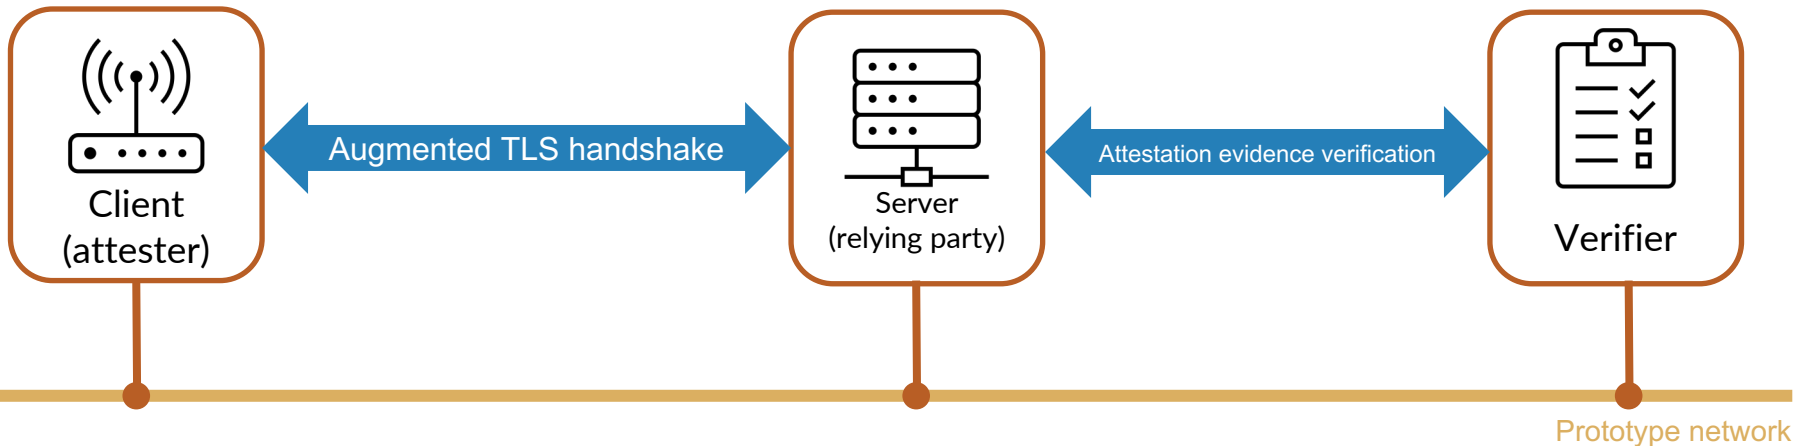 Client
(attester)
Augmented TLS handshake
Server
(relying party)
Attestation evidence verification
Verifier
Prototype network